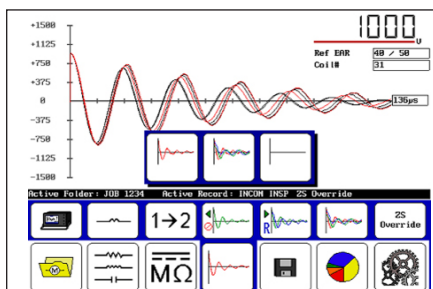 +1500
1000
V
+1125
Ref EAR 40 / 50
+750
Coil# 31
+375
0
136µs
-375
-750
-1125
-1500
Active Folder: JOB 1234 Active Record: INCOM INSP 2S Override
1→2
R
2S
Override
M
MΩ